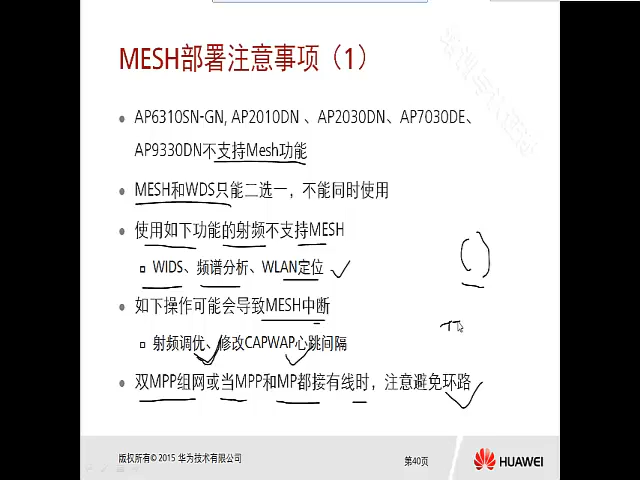 MESH部署注意事项（1）
● AP6310SN-GN, AP2010DN 、AP2030DN、AP7030DE、
AP9330DN不支持Mesh功能
● MESH和WDS只能二选一，不能同时使用
● 使用如下功能的射频不支持MESH
▫ WIDS、频谱分析、WLAN定位
● 如下操作可能会导致MESH中断
▫ 射频调优、修改CAPWAP心跳间隔
● 双MPP组网或当MPP和MP都接有线时，注意避免环路
版权所有© 2015 华为技术有限公司
第40页
HUAWEI